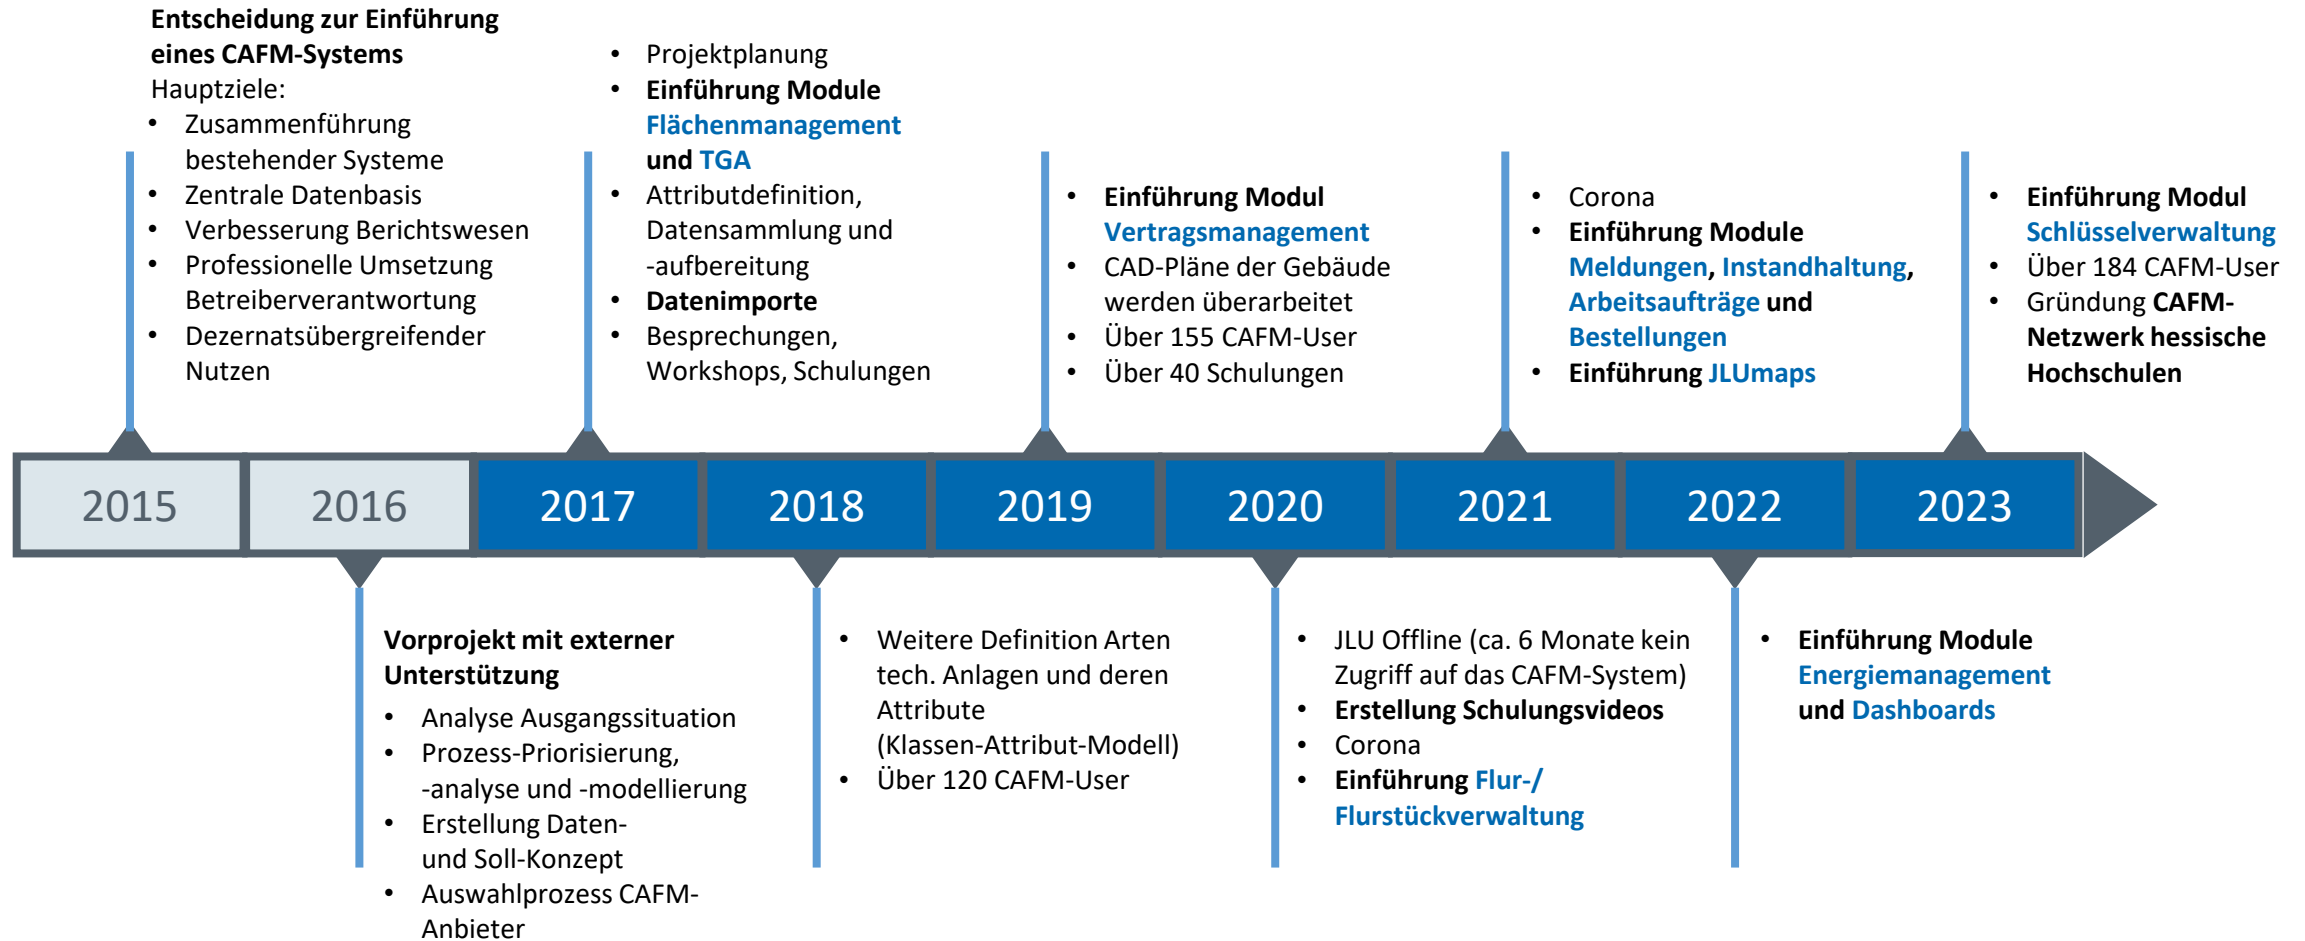 Entscheidung zur Einführung
eines CAFM-Systems
Hauptziele:
• Zusammenführung
bestehender Systeme
• Zentrale Datenbasis
• Verbesserung Berichtswesen
• Professionelle Umsetzung
Betreiberverantwortung
• Dezernatsübergreifender
Nutzen
• Projektplanung
• Einführung Module
Flächenmanagement
und TGA
• Attributdefinition,
Datensammlung und
-aufbereitung
• Datenimporte
• Besprechungen,
Workshops, Schulungen
• Einführung Modul
Vertragsmanagement
• CAD-Pläne der Gebäude
werden überarbeitet
• Über 155 CAFM-User
• Über 40 Schulungen
• Corona
• Einführung Module
Meldungen, Instandhaltung,
Arbeitsaufträge und
Bestellungen
• Einführung JLUmaps
• Einführung Modul
Schlüsselverwaltung
• Über 184 CAFM-User
• Gründung CAFM-
Netzwerk hessische
Hochschulen
2015
2016
2017
2018
2019
2020
2021
2022
2023
Vorprojekt mit externer
Unterstützung
• Analyse Ausgangssituation
• Prozess-Priorisierung,
-analyse und -modellierung
• Erstellung Daten-
und Soll-Konzept
• Auswahlprozess CAFM-
Anbieter
• Weitere Definition Arten
tech. Anlagen und deren
Attribute
(Klassen-Attribut-Modell)
• Über 120 CAFM-User
• JLU Offline (ca. 6 Monate kein
Zugriff auf das CAFM-System)
• Erstellung Schulungsvideos
• Corona
• Einführung Flur-/
Flurstückverwaltung
• Einführung Module
Energiemanagement
und Dashboards